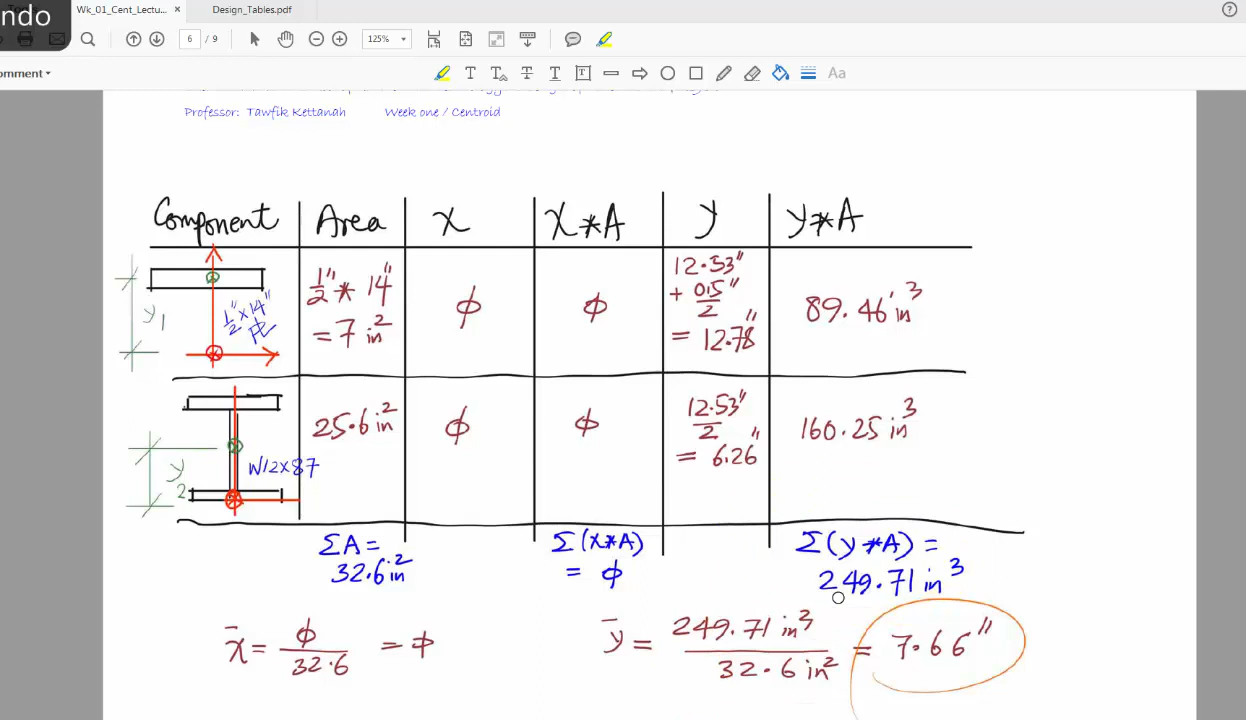 ndo
Wk_01_Cent_Lectu... ×
Design_Tables.pdf
6 / 9
125%
omment
Aa
Professor: Tawfik Kettanah Week one / Centroid
Component Area x x*A y y*A
y1
1/2"x14"
PL
1/2"* 14"
= 7 in²
ϕ
ϕ
12.53"
+ 0.5"/2
= 12.78"
89.46 in³
y2
W12x87
25.6 in²
ϕ
ϕ
12.53"/2
= 6.26"
160.25 in³
ΣA =
32.6 in²
Σ(x*A)
= ϕ
Σ(y*A) =
249.71 in³
x̄ = ϕ/32.6 = ϕ
ȳ = 249.71 in³/32.6 in² = 7.66"